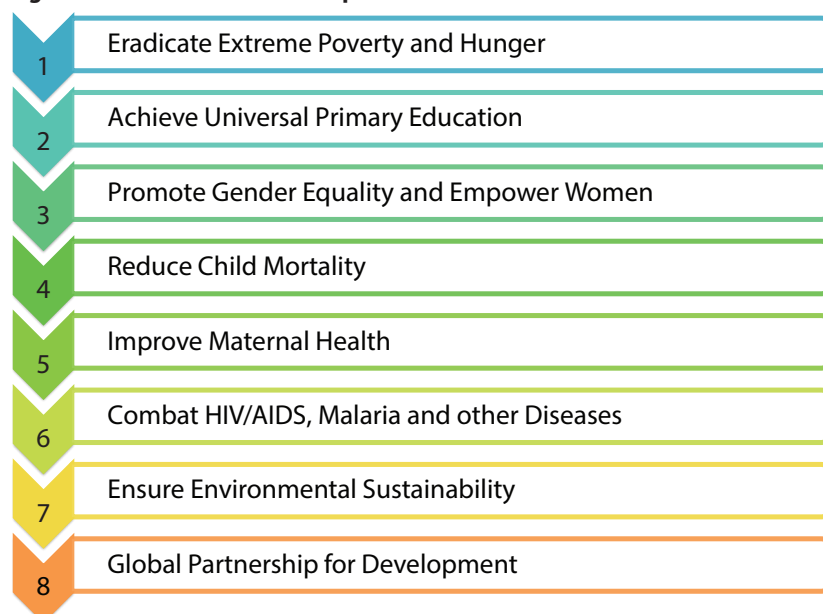 1
Eradicate Extreme Poverty and Hunger
2
Achieve Universal Primary Education
3
Promote Gender Equality and Empower Women
4
Reduce Child Mortality
5
Improve Maternal Health
6
Combat HIV/AIDS, Malaria and other Diseases
7
Ensure Environmental Sustainability
8
Global Partnership for Development